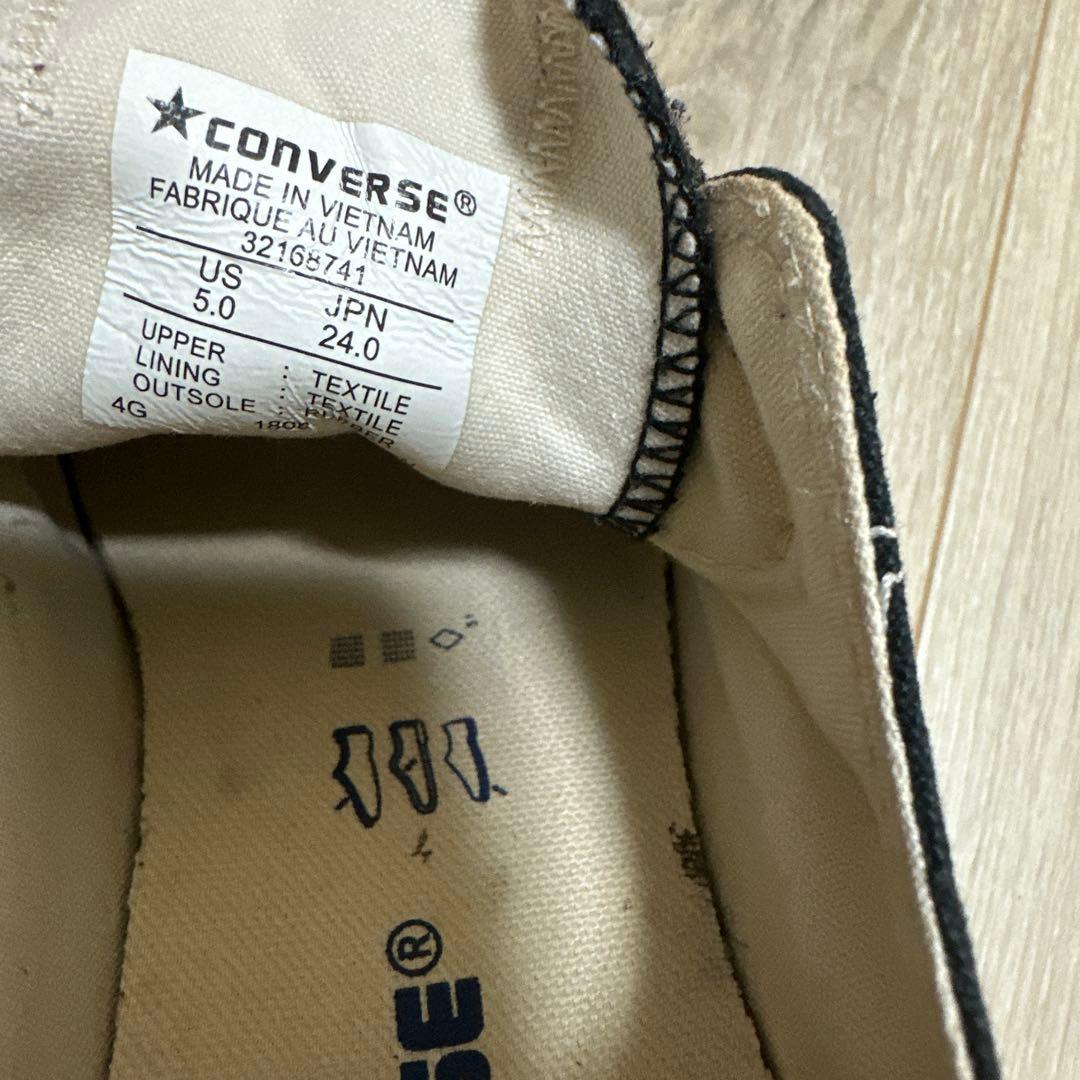 CONVERSE®
MADE IN VIETNAM
FABRIQUE AU VIETNAM
32168741
US JPN
5.0 24.0
UPPER : TEXTILE
LINING : TEXTILE
OUTSOLE : RUBBER
4G
SE®